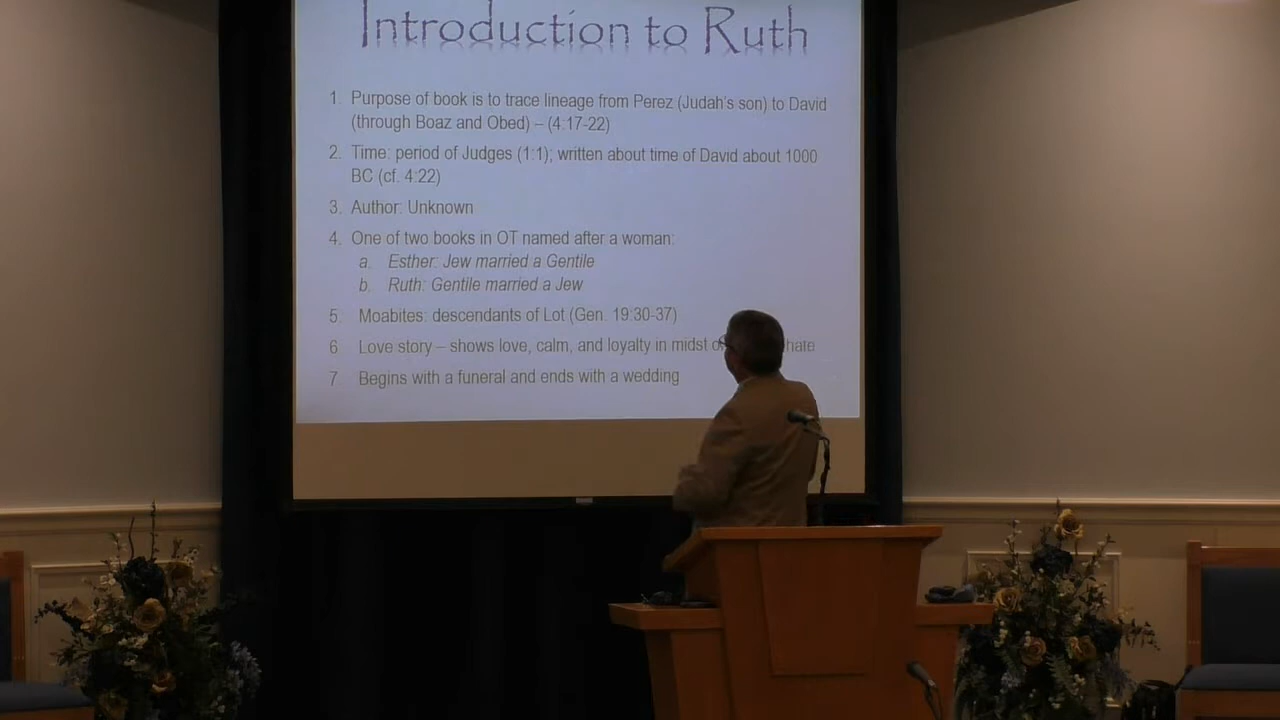 Introduction to Ruth
1. Purpose of book is to trace lineage from Perez (Judah's son) to David
(through Boaz and Obed) – (4:17-22)
2. Time: period of Judges (1:1); written about time of David about 1000
BC (cf. 4:22)
3. Author: Unknown
4. One of two books in OT named after a woman:
a. Esther: Jew married a Gentile
b. Ruth: Gentile married a Jew
5. Moabites: descendants of Lot (Gen. 19:30-37)
6 Love story – shows love, calm, and loyalty in midst hate
7 Begins with a funeral and ends with a wedding